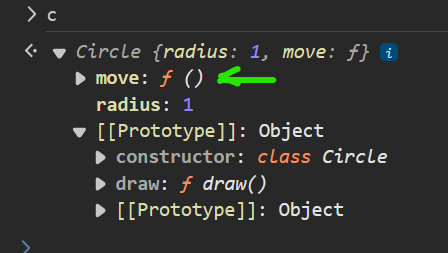 c
Circle {radius: 1, move: ƒ} i
move: ƒ ()
radius: 1
[[Prototype]]: Object
constructor: class Circle
draw: ƒ draw()
[[Prototype]]: Object